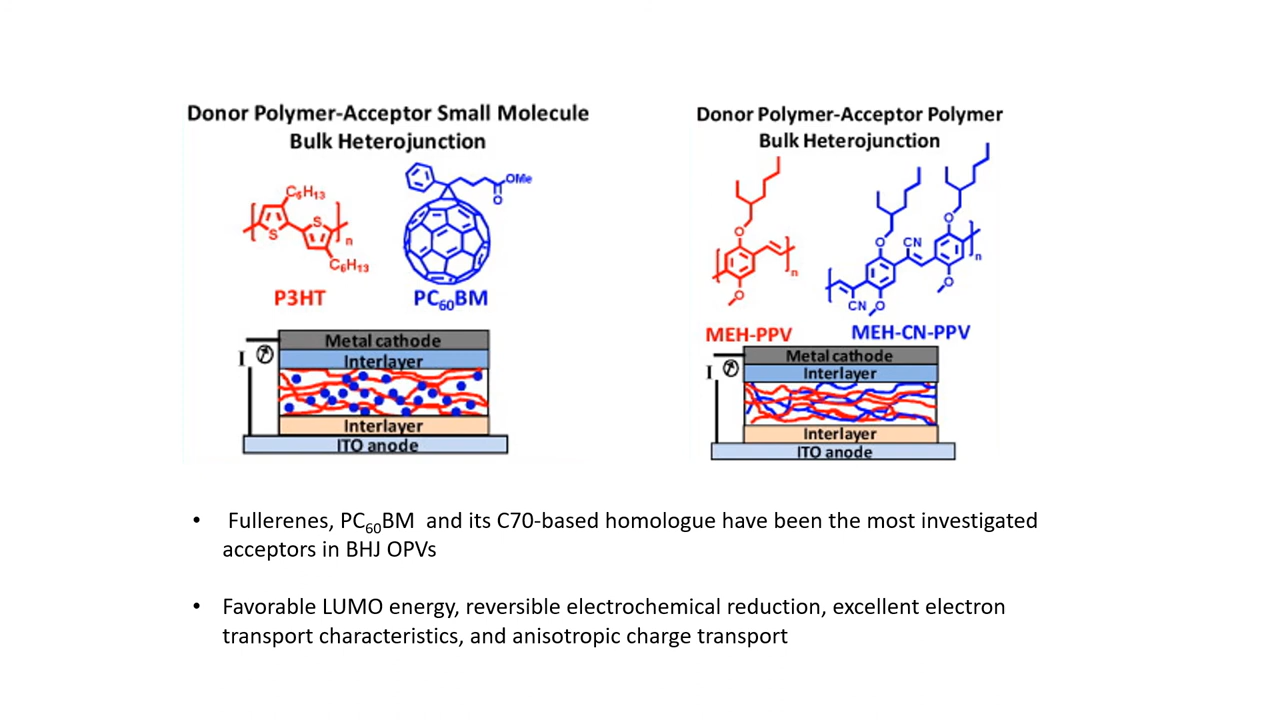 Donor Polymer-Acceptor Small Molecule
Bulk Heterojunction
C₆H₁₃
S
S
n
C₆H₁₃
P3HT
OMe
O
PC₆₀BM
I
Metal cathode
Interlayer
Interlayer
ITO anode
Donor Polymer-Acceptor Polymer
Bulk Heterojunction
O
n
O
MEH-PPV
O
O
CN
n
CN
O
O
MEH-CN-PPV
I
Metal cathode
Interlayer
Interlayer
ITO anode
• Fullerenes, PC₆₀BM and its C70-based homologue have been the most investigated
acceptors in BHJ OPVs
• Favorable LUMO energy, reversible electrochemical reduction, excellent electron
transport characteristics, and anisotropic charge transport